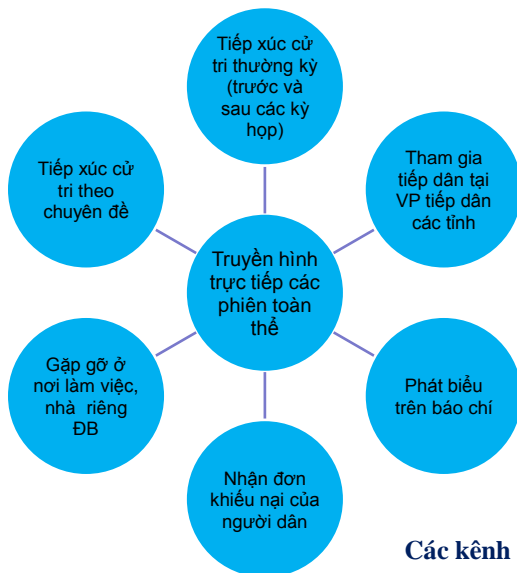 Tiếp xúc cử
tri thường kỳ
(trước và
sau các kỳ
họp)
Tiếp xúc cử
tri theo
chuyên đề
Tham gia
tiếp dân tại
VP tiếp dân
các tỉnh
Truyền hình
trực tiếp các
phiên toàn
thể
Gặp gỡ ở
nơi làm việc,
nhà riêng
ĐB
Phát biểu
trên báo chí
Nhận đơn
khiếu nại của
người dân
Các kênh